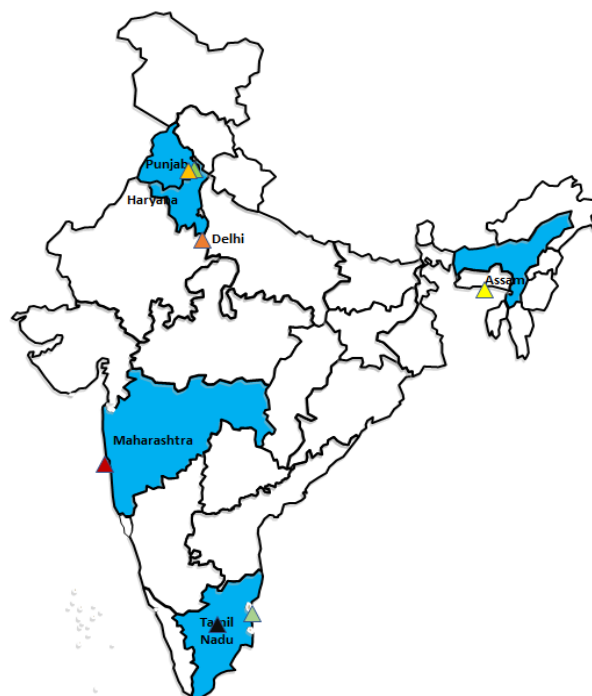 Punjab
Haryana
Delhi
Assam
Maharashtra
Tamil
Nadu